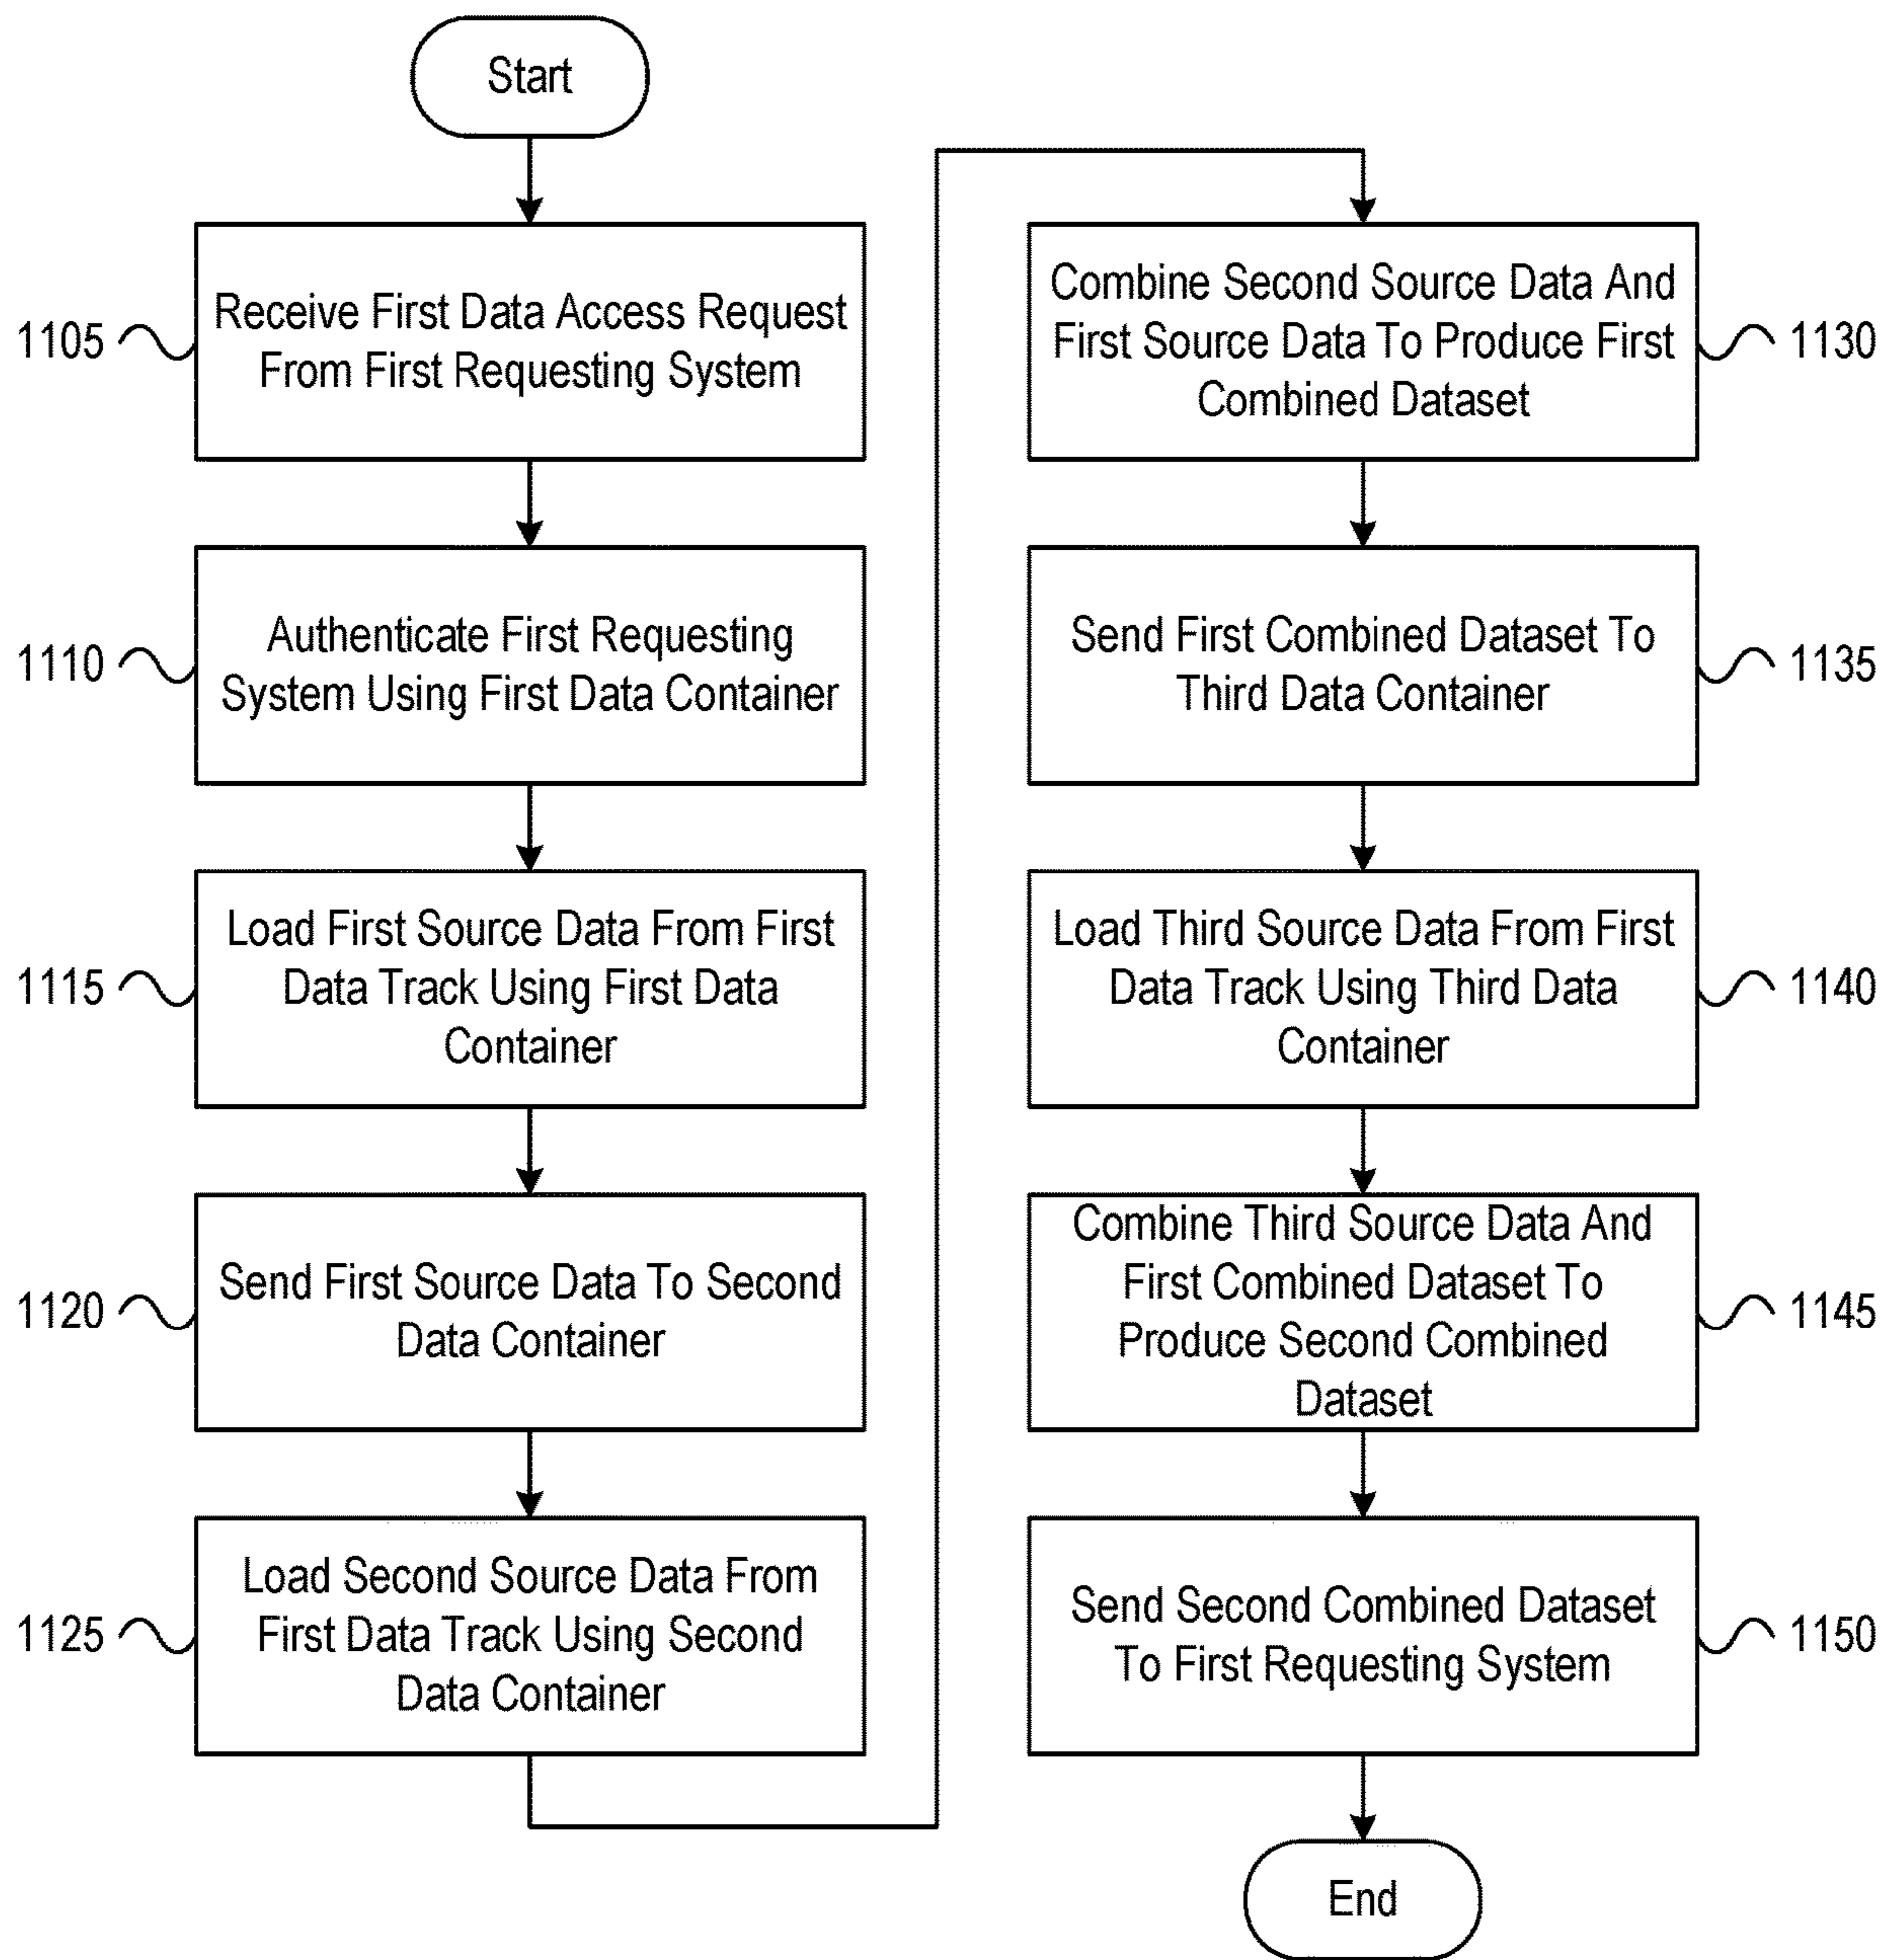 Start
1105
Receive First Data Access Request
From First Requesting System
1110
Authenticate First Requesting
System Using First Data Container
1115
Load First Source Data From First
Data Track Using First Data
Container
1120
Send First Source Data To Second
Data Container
1125
Load Second Source Data From
First Data Track Using Second
Data Container
Combine Second Source Data And
First Source Data To Produce First
Combined Dataset
1130
Send First Combined Dataset To
Third Data Container
1135
Load Third Source Data From First
Data Track Using Third Data
Container
1140
Combine Third Source Data And
First Combined Dataset To
Produce Second Combined
Dataset
1145
Send Second Combined Dataset
To First Requesting System
1150
End